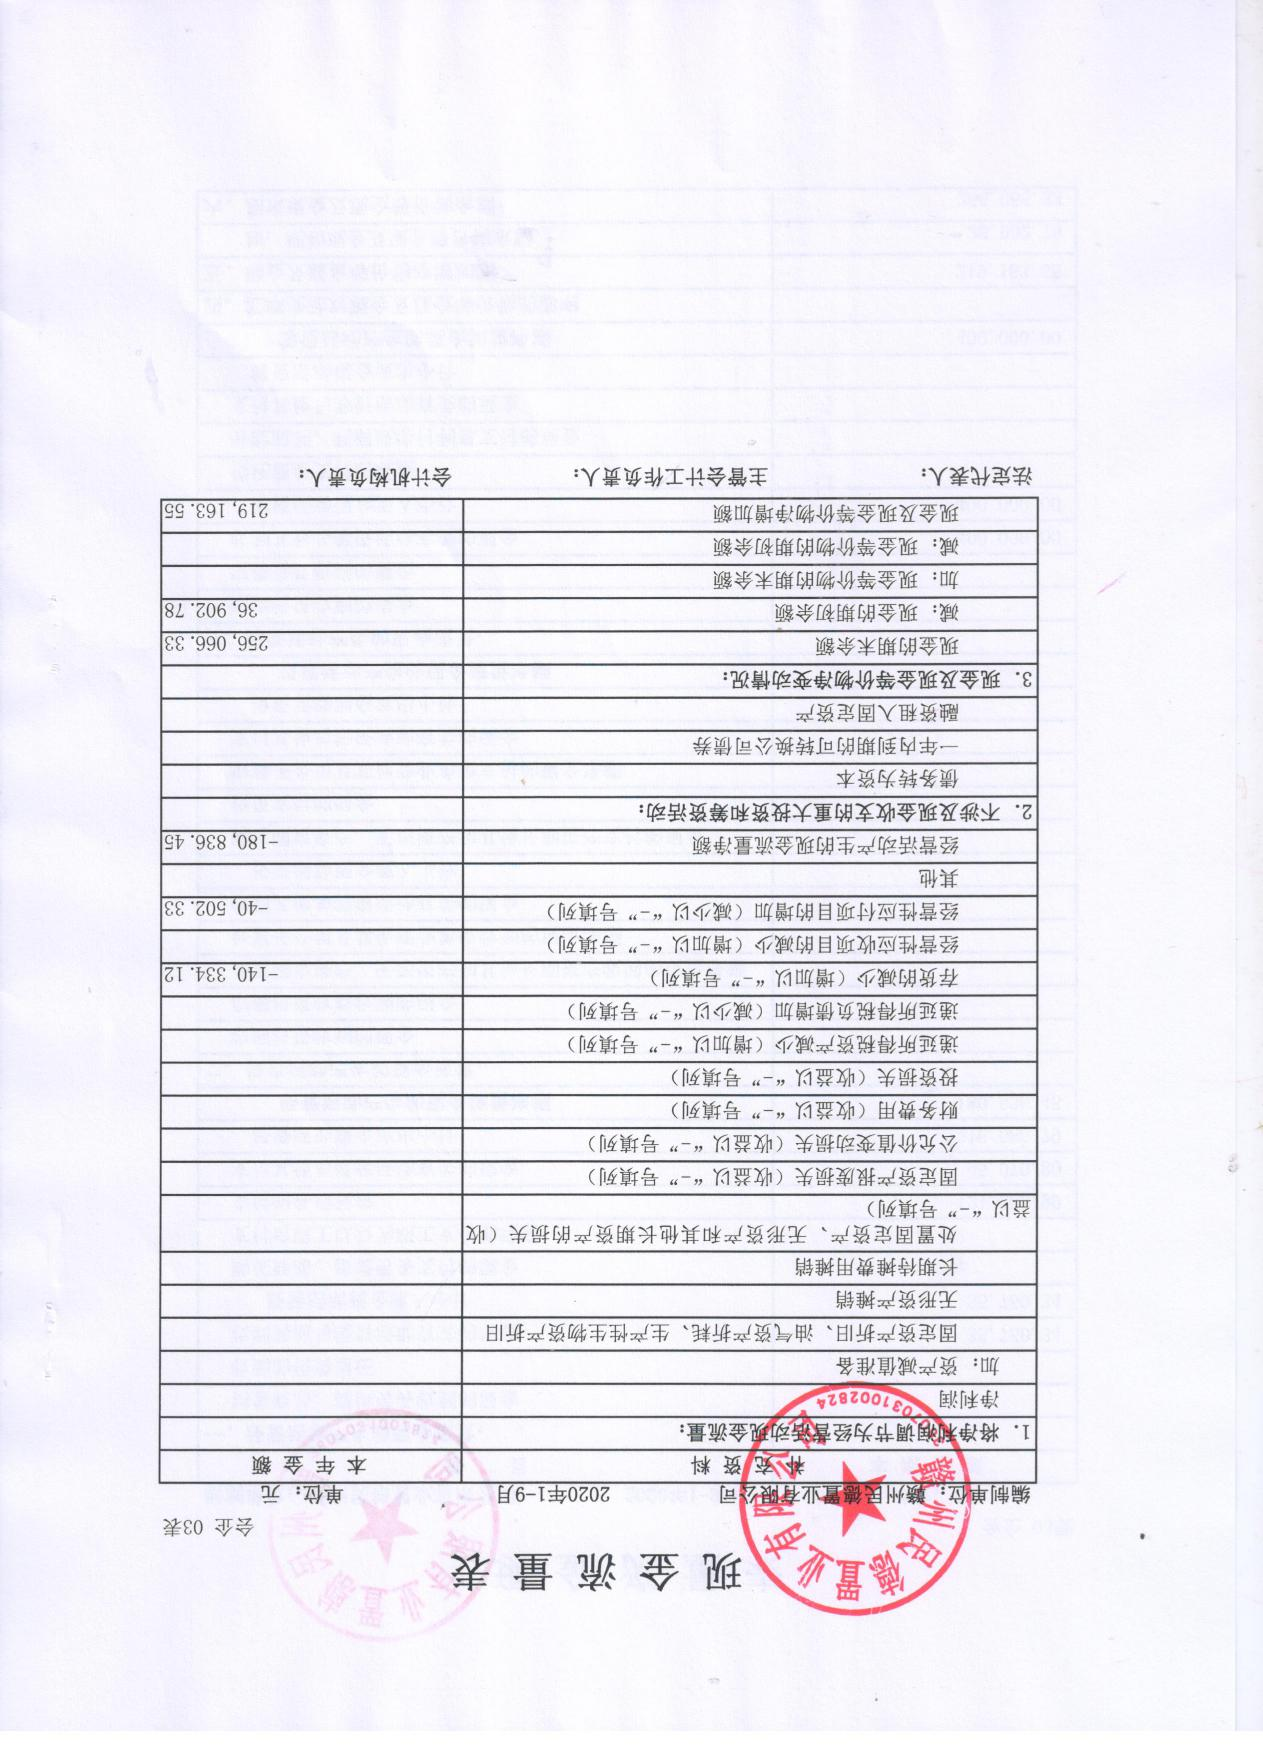 现 金 流 量 表
会企 03表
编制单位：赣州民德置业有限公司 2020年1-9月 单位：元
补 充 资 料 本 年 金 额
1. 将净利润调节为经营活动现金流量：
净利润
加：资产减值准备
固定资产折旧、油气资产折耗、生产性生物资产折旧
无形资产摊销
长期待摊费用摊销
处置固定资产、无形资产和其他长期资产的损失（收
益以“-”号填列）
固定资产报废损失（收益以“-”号填列）
公允价值变动损失（收益以“-”号填列）
财务费用（收益以“-”号填列）
投资损失（收益以“-”号填列）
递延所得税资产减少（增加以“-”号填列）
递延所得税负债增加（减少以“-”号填列）
存货的减少（增加以“-”号填列） -140,334.12
经营性应收项目的减少（增加以“-”号填列）
经营性应付项目的增加（减少以“-”号填列） -40,502.33
其他
经营活动产生的现金流量净额 -180,836.45
2. 不涉及现金收支的重大投资和筹资活动：
债务转为资本
一年内到期的可转换公司债券
融资租入固定资产
3. 现金及现金等价物净变动情况：
现金的期末余额 256,066.33
减：现金的期初余额 36,902.78
加：现金等价物的期末余额
减：现金等价物的期初余额
现金及现金等价物净增加额 219,163.55
法定代表人： 主管会计工作负责人： 会计机构负责人：
赣州民德置业有限公司